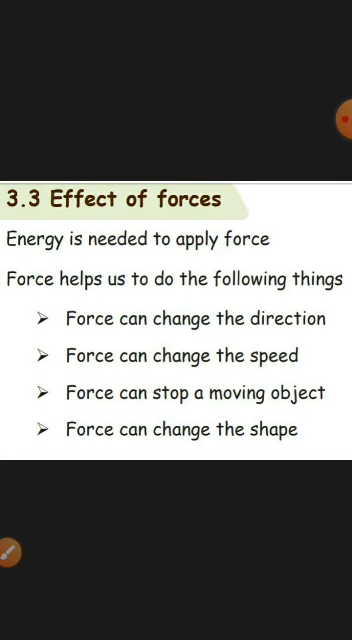 3.3 Effect of forces
Energy is needed to apply force
Force helps us to do the following things
➢ Force can change the direction
➢ Force can change the speed
➢ Force can stop a moving object
➢ Force can change the shape